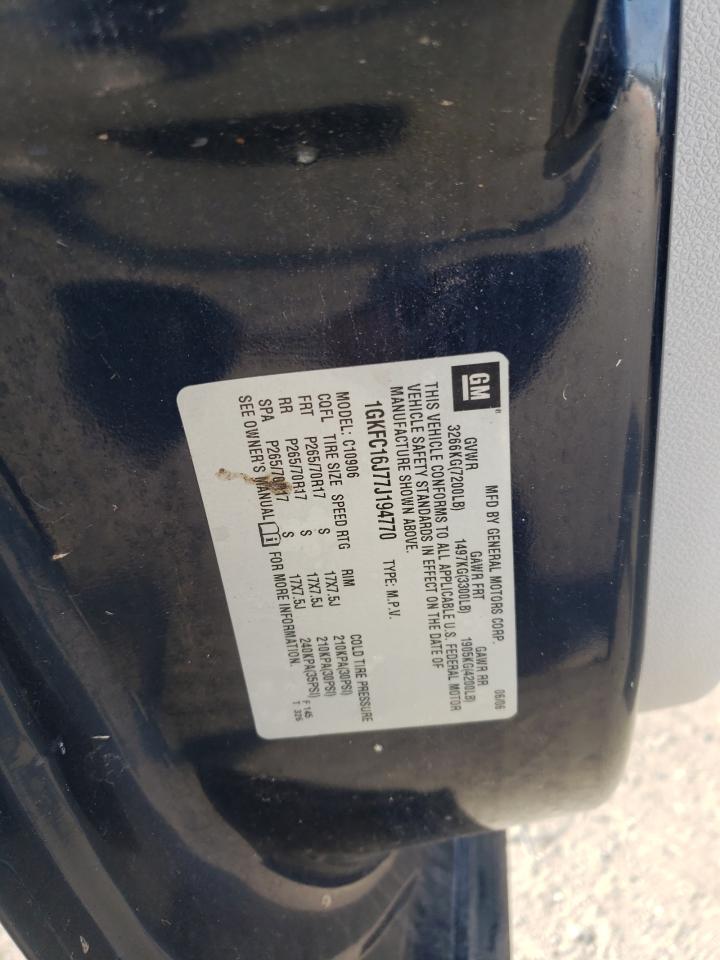 GM
MFD BY GENERAL MOTORS CORP. 06/06
GVWR GAWR FRT GAWR RR
3266KG(7200LB) 1497KG(3300LB) 1905KG(4200LB)
THIS VEHICLE CONFORMS TO ALL APPLICABLE U.S. FEDERAL MOTOR
VEHICLE SAFETY STANDARDS IN EFFECT ON THE DATE OF
MANUFACTURE SHOWN ABOVE.
1GKFC16J77J194770 TYPE: M.P.V.
MODEL: C10906
CQFL TIRE SIZE SPEED RTG RIM COLD TIRE PRESSURE
FRT P265/70R17 S 17X7.5J 210KPA(30PSI)
RR P265/70R17 S 17X7.5J 210KPA(30PSI)
SPA P265/70R17 S 17X7.5J 240KPA(35PSI)
SEE OWNER'S MANUAL FOR MORE INFORMATION. F 145
T 326